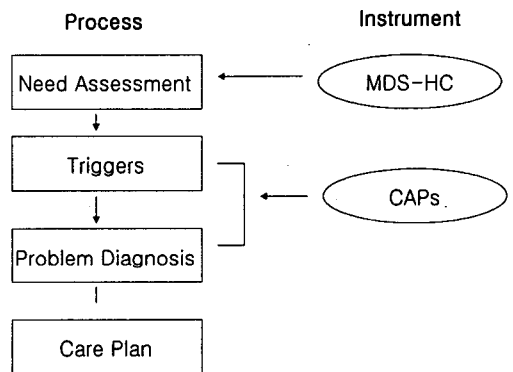 Process
Instrument
Need Assessment
MDS-HC
Triggers
CAPs
Problem Diagnosis
Care Plan